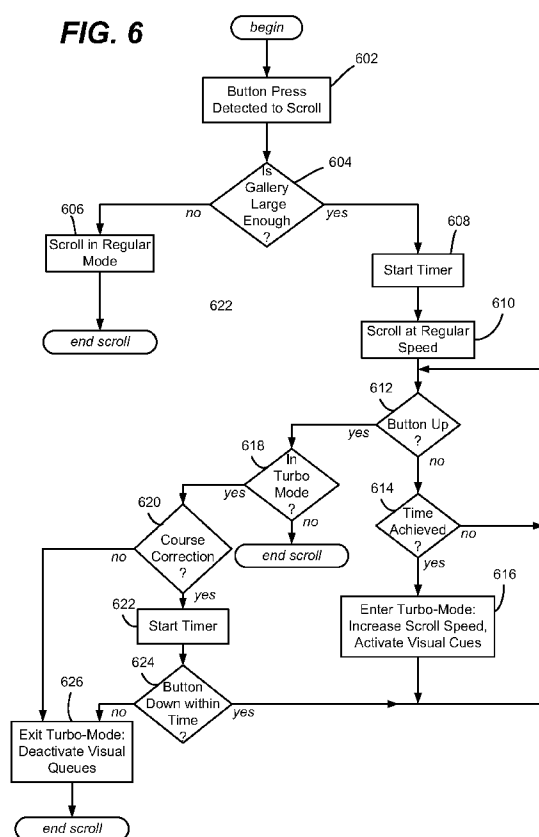 FIG. 6
begin
602
Button Press
Detected to Scroll
604
Is
Gallery
Large
Enough
?
no
yes
606
Scroll in Regular
Mode
end scroll
622
608
Start Timer
610
Scroll at Regular
Speed
612
Button Up
?
yes
no
618
In
Turbo
Mode
?
yes
no
end scroll
614
Time
Achieved
?
no
yes
616
Enter Turbo-Mode:
Increase Scroll Speed,
Activate Visual Cues
620
Course
Correction
?
no
yes
622
Start Timer
624
Button
Down within
Time
?
no
yes
626
Exit Turbo-Mode:
Deactivate Visual
Queues
end scroll